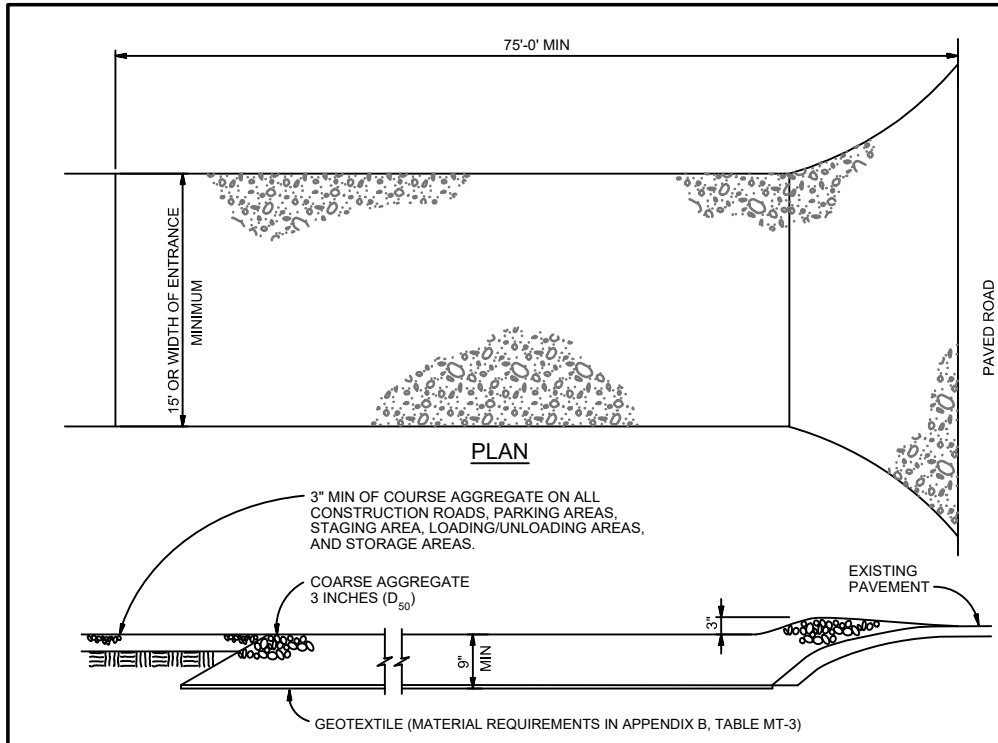 75'-0' MIN
15' OR WIDTH OF ENTRANCE
MINIMUM
PAVED ROAD
PLAN
3" MIN OF COURSE AGGREGATE ON ALL
CONSTRUCTION ROADS, PARKING AREAS,
STAGING AREA, LOADING/UNLOADING AREAS,
AND STORAGE AREAS.
COARSE AGGREGATE
3 INCHES (D50)
EXISTING
PAVEMENT
3"
9"
MIN
GEOTEXTILE (MATERIAL REQUIREMENTS IN APPENDIX B, TABLE MT-3)